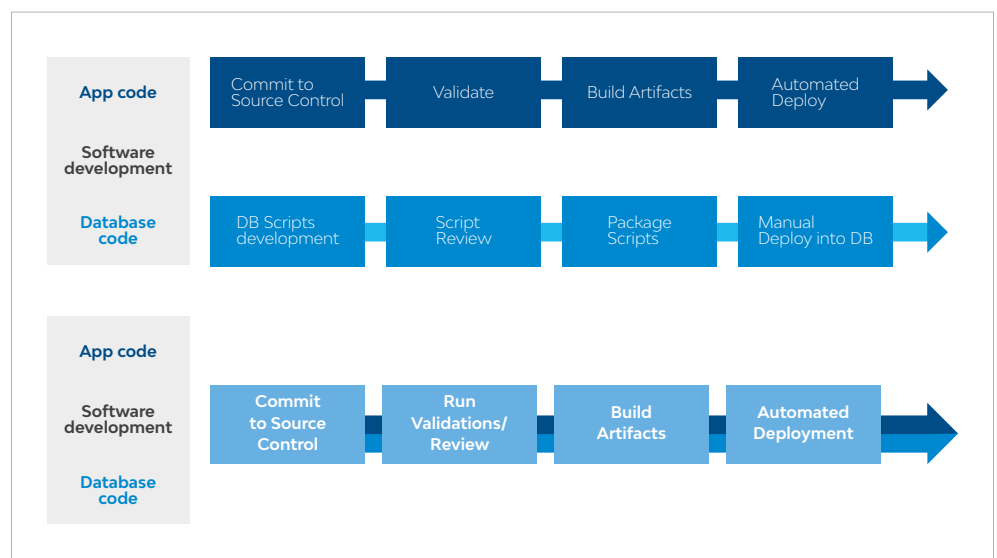 App code
Commit to
Source Control
Validate
Build Artifacts
Automated
Deploy
Software
development
Database
code
DB Scripts
development
Script
Review
Package
Scripts
Manual
Deploy into DB
App code
Software
development
Database
code
Commit
to Source
Control
Run
Validations/
Review
Build
Artifacts
Automated
Deployment